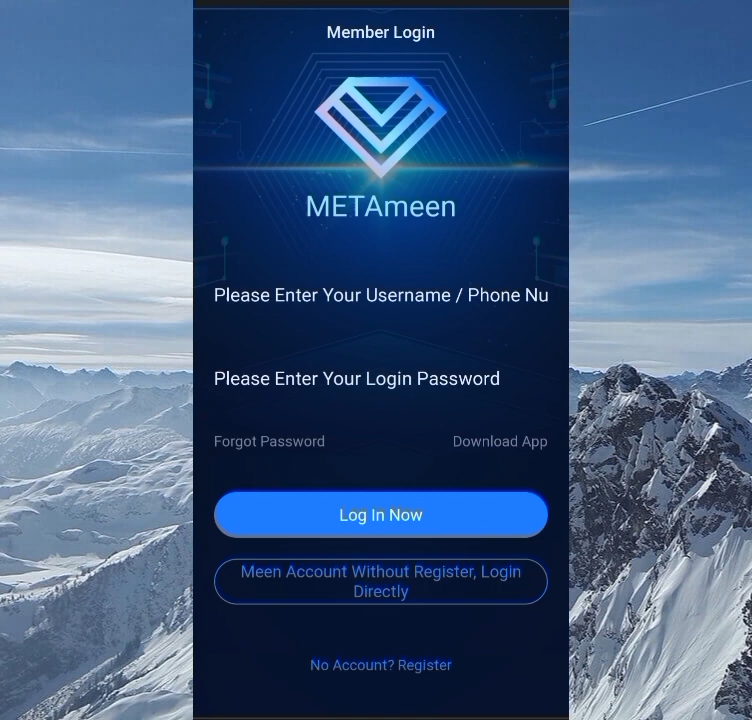 Member Login
METAmeen
Please Enter Your Username / Phone Nu
Please Enter Your Login Password
Forgot Password
Download App
Log In Now
Meen Account Without Register, Login
Directly
No Account? Register